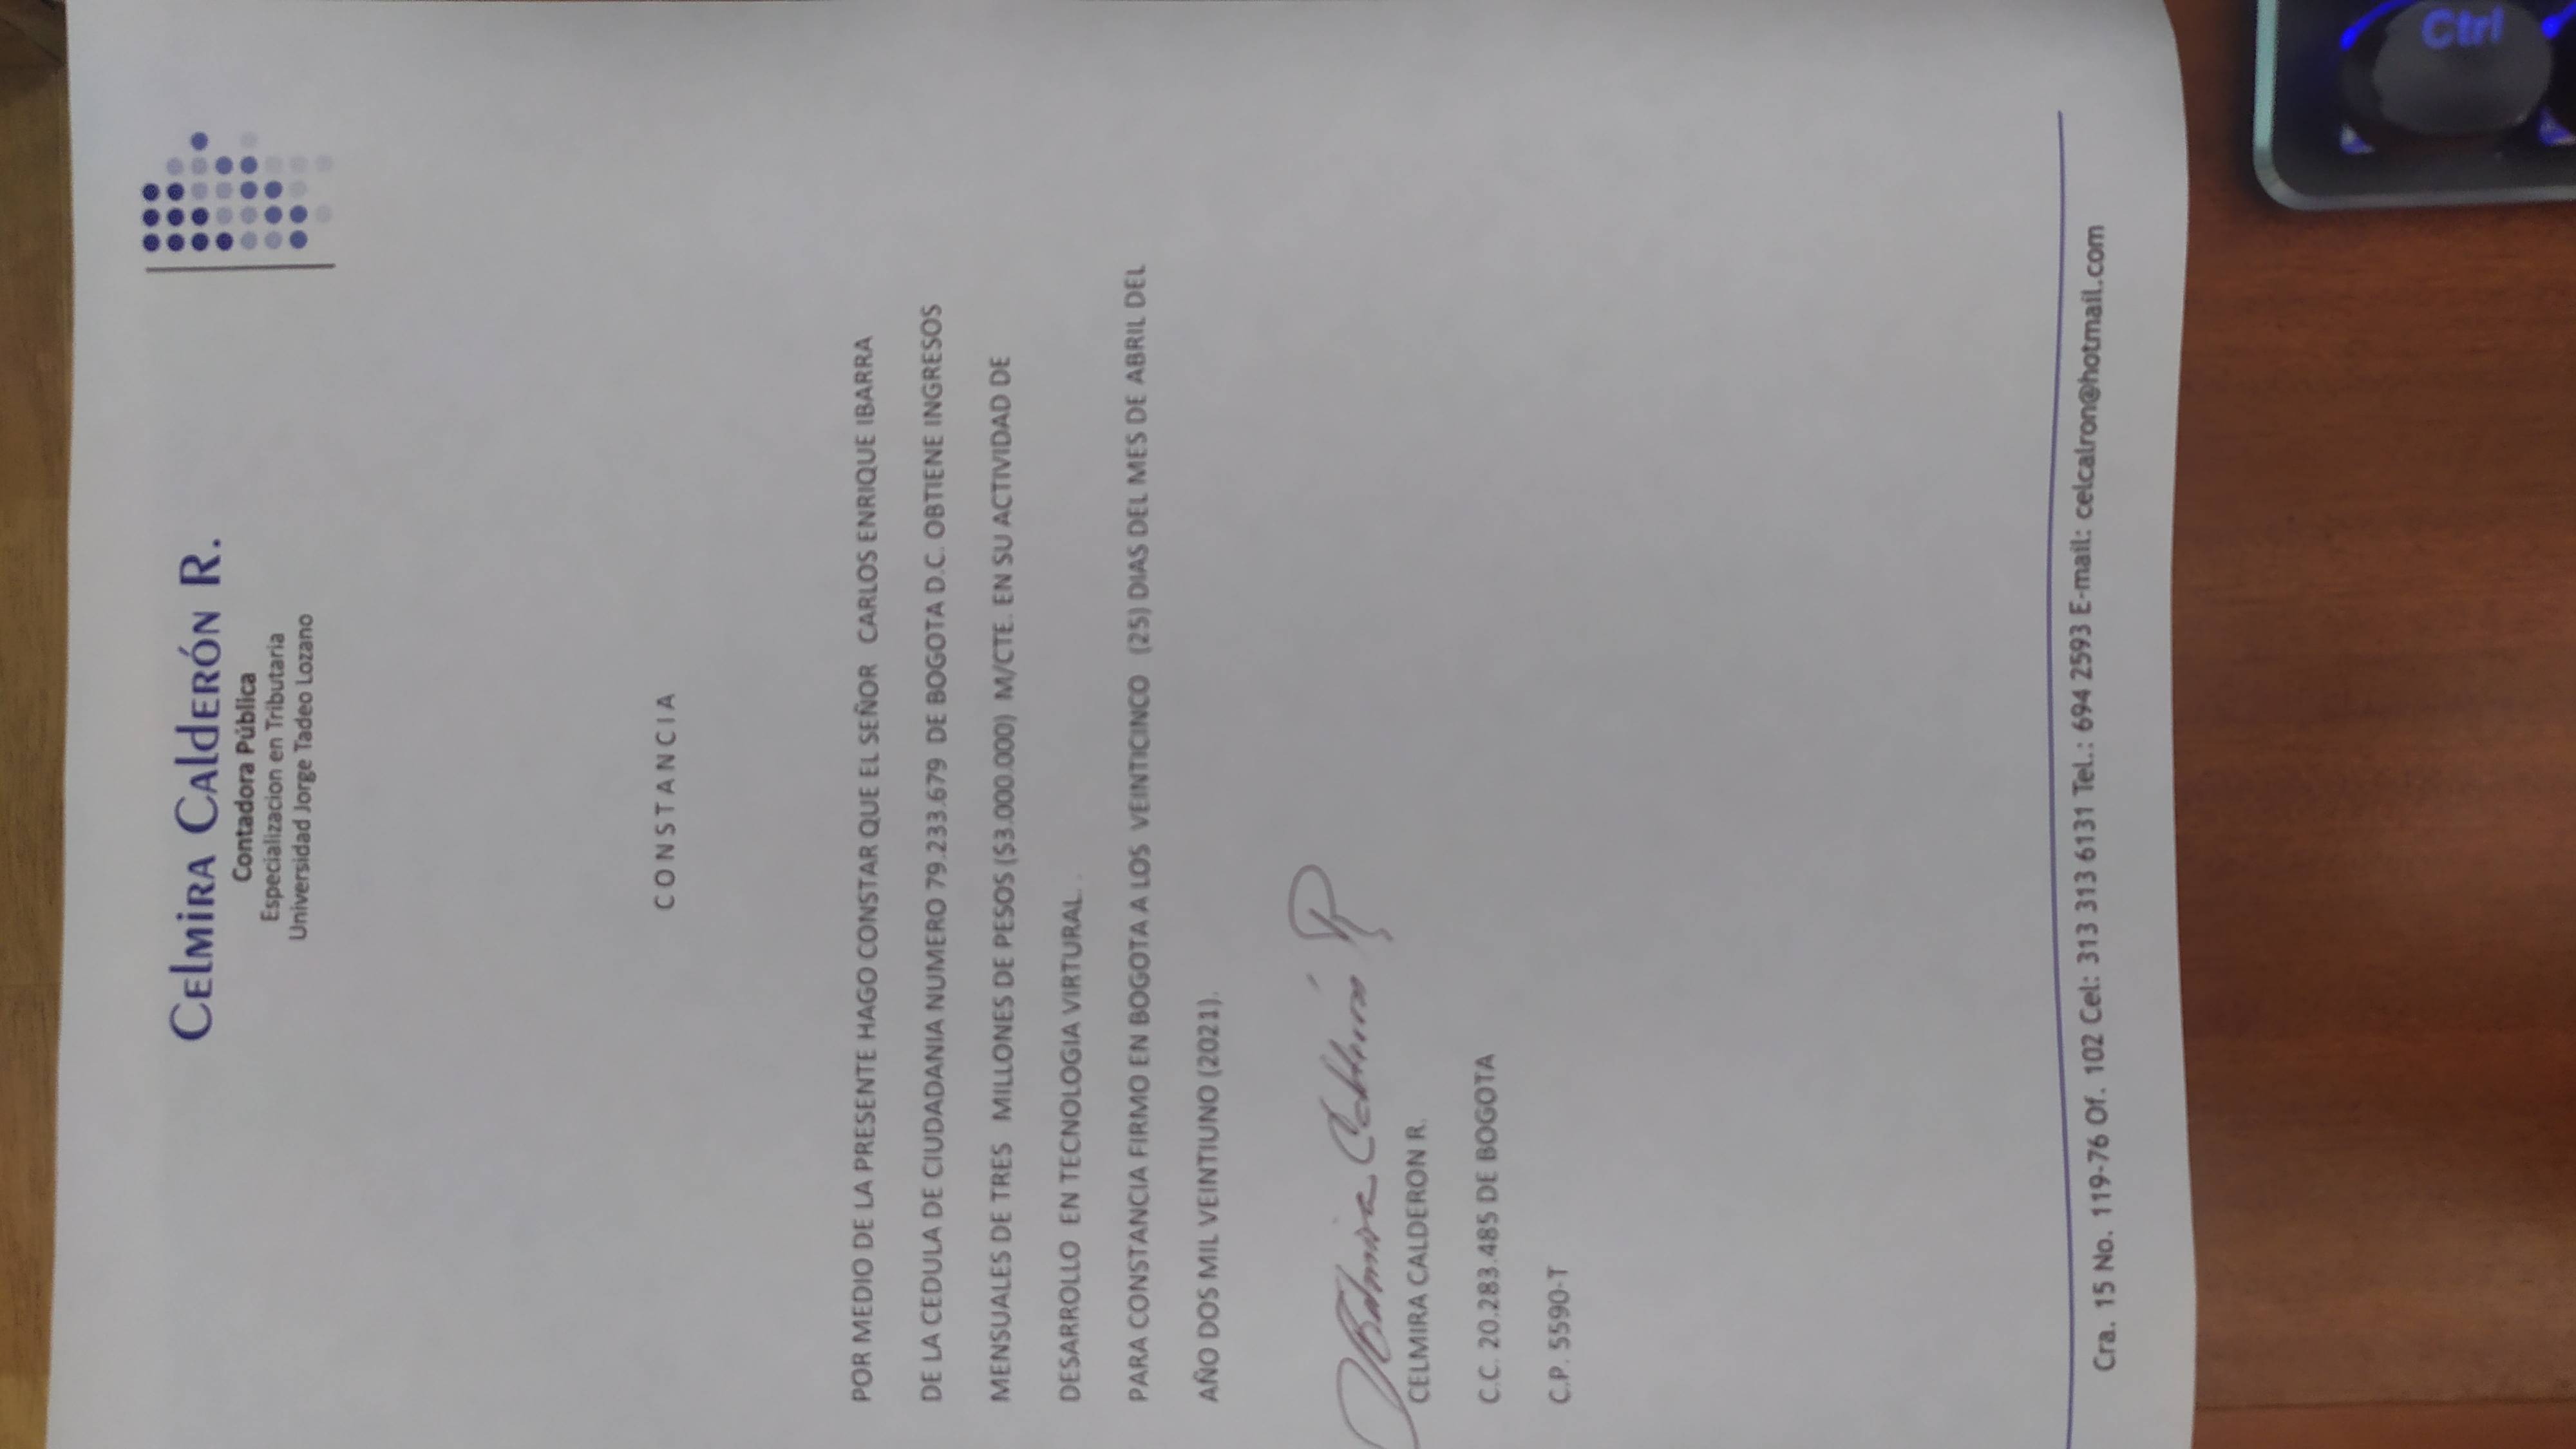 Celmira Calderón R.
Contadora Pública
Especializacion en Tributaria
Universidad Jorge Tadeo Lozano
CONSTANCIA
POR MEDIO DE LA PRESENTE HAGO CONSTAR QUE EL SEÑOR CARLOS ENRIQUE IBARRA
DE LA CEDULA DE CIUDADANIA NUMERO 79.233.679 DE BOGOTA D.C. OBTIENE INGRESOS
MENSUALES DE TRES MILLONES DE PESOS ($3.000.000) M/CTE. EN SU ACTIVIDAD DE
DESARROLLO EN TECNOLOGIA VIRTURAL .
PARA CONSTANCIA FIRMO EN BOGOTA A LOS VEINTICINCO (25) DIAS DEL MES DE ABRIL DEL
AÑO DOS MIL VEINTIUNO (2021).
Celmira Calderón R
CELMIRA CALDERON R.
C.C. 20.283.485 DE BOGOTA
C.P. 5590-T
Cra. 15 No. 119-76 Of. 102 Cel: 313 313 6131 Tel.: 694 2593 E-mail: celcalron@hotmail.com
Ctrl